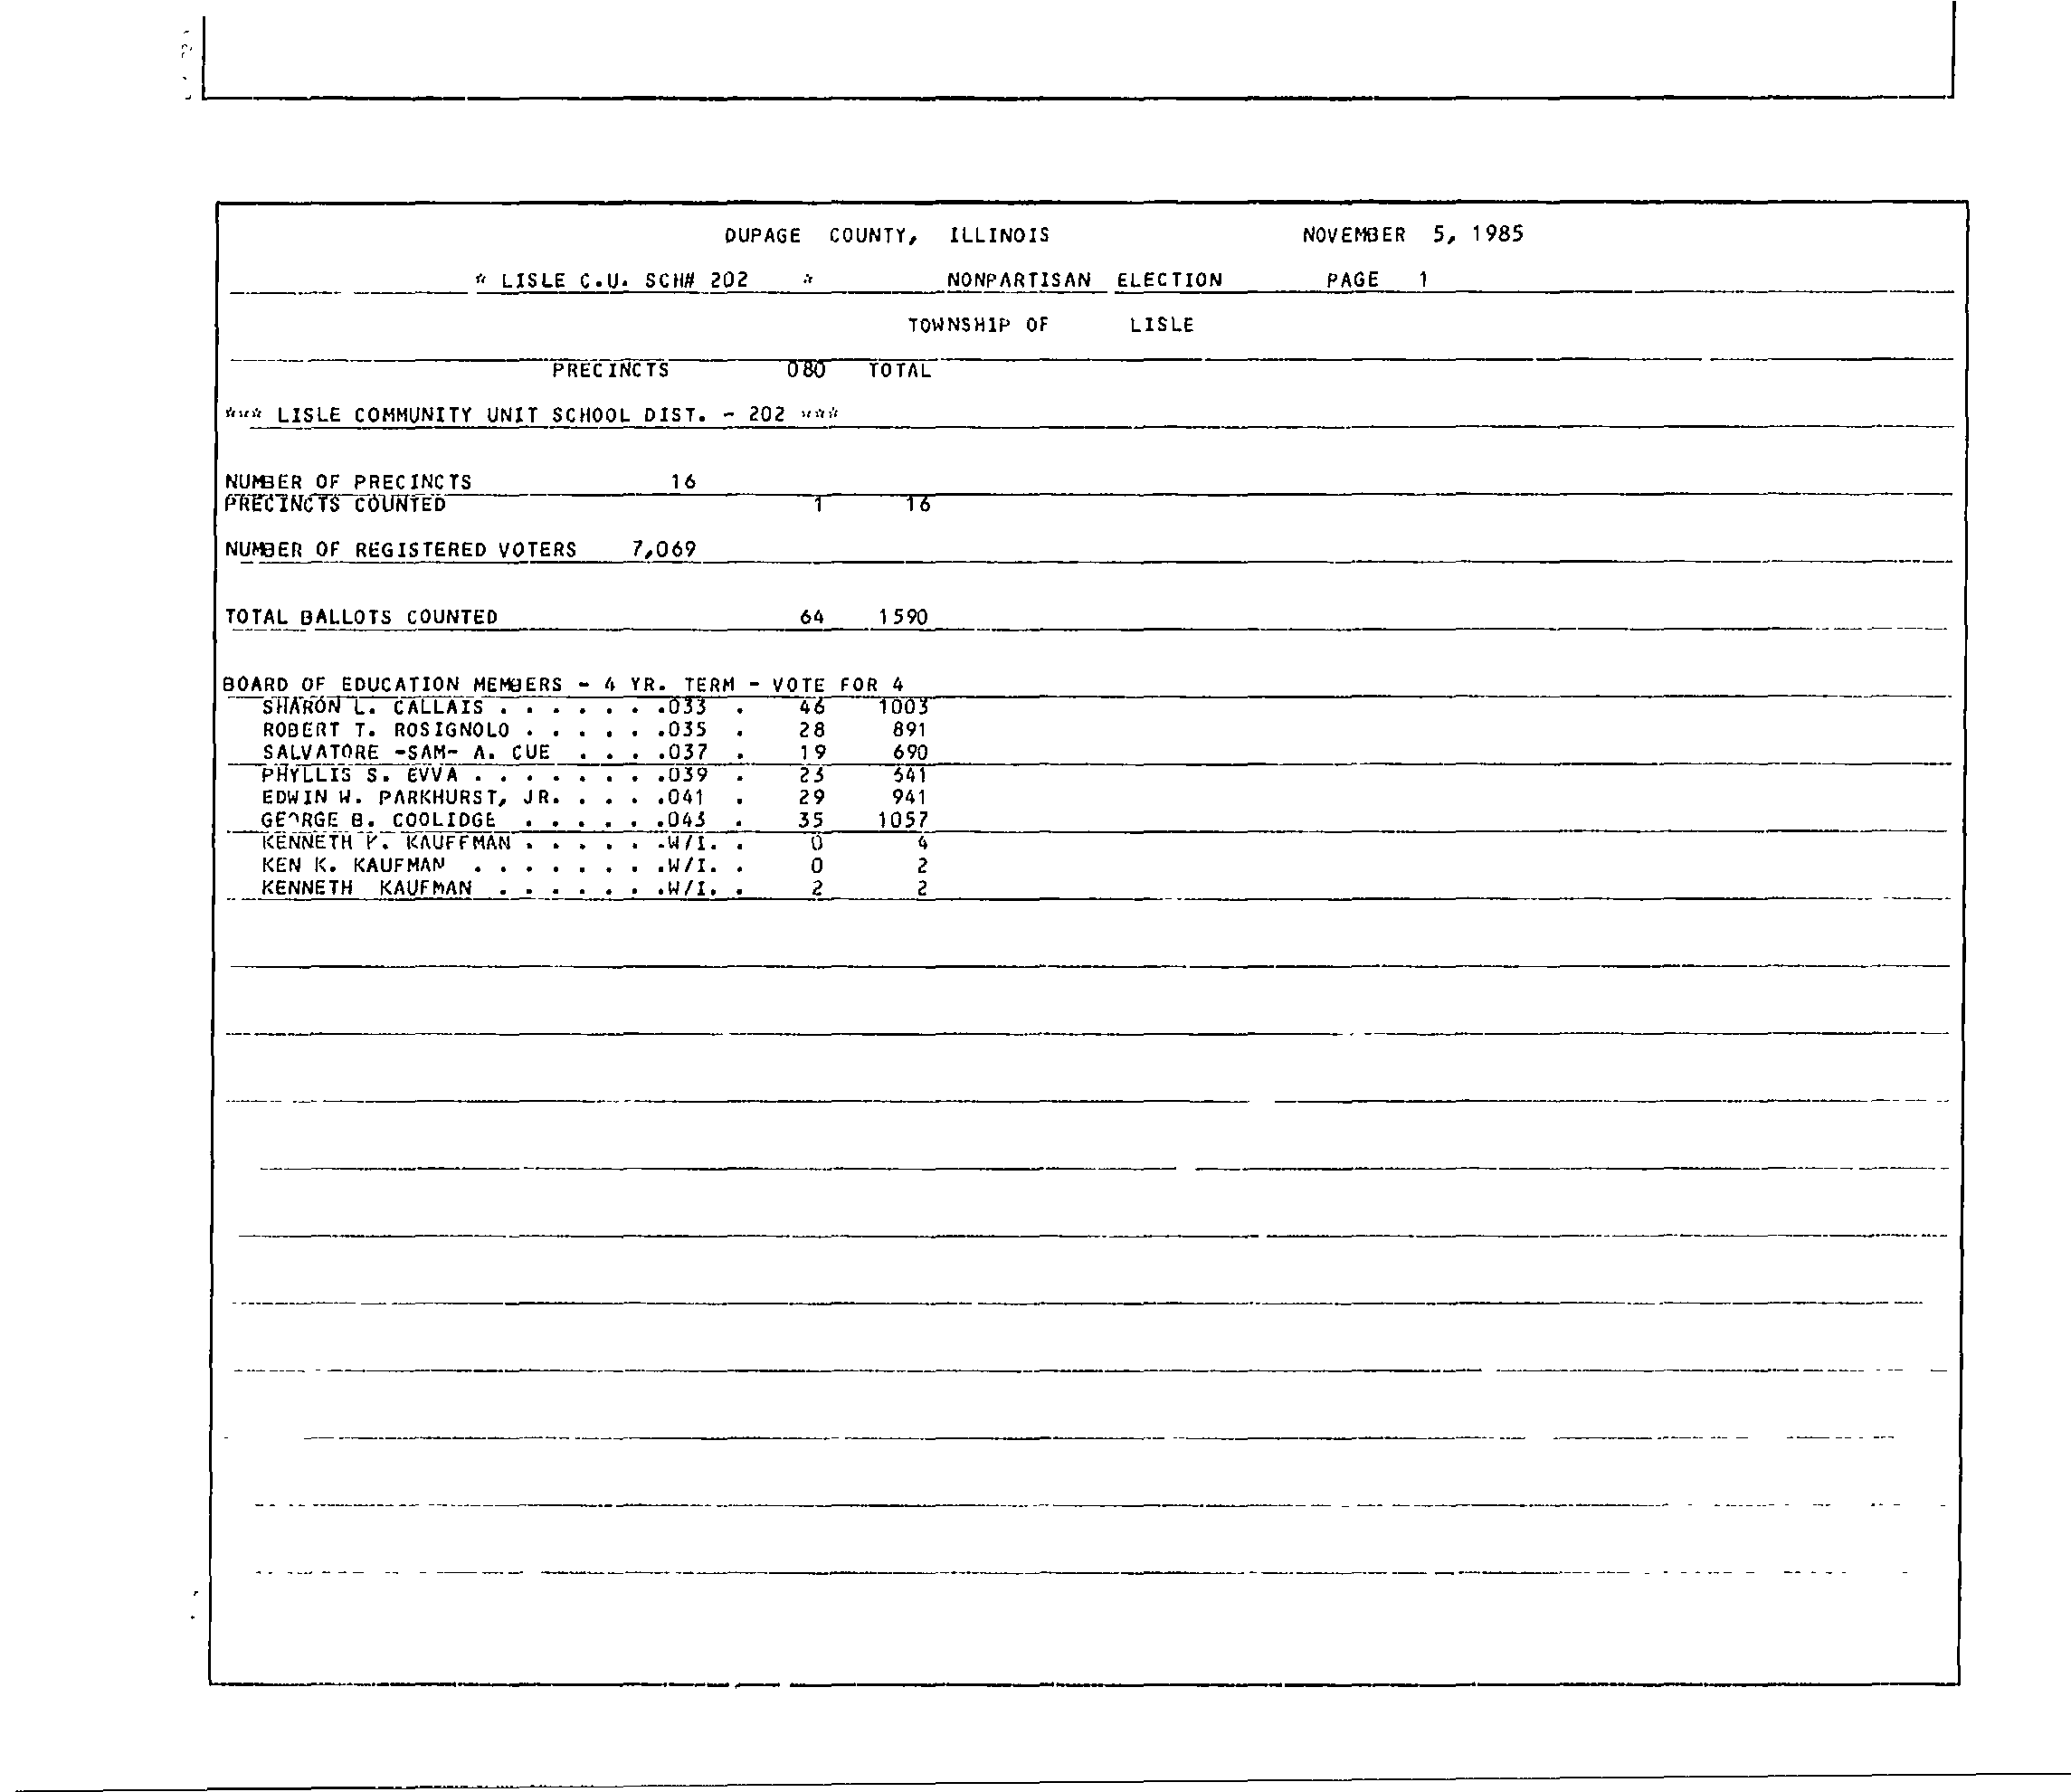 DUPAGE COUNTY, ILLINOIS NOVEMBER 5, 1985
* LISLE C.U. SCH# 202 * NONPARTISAN ELECTION PAGE 1
TOWNSHIP OF LISLE
PRECINCTS 080 TOTAL
*** LISLE COMMUNITY UNIT SCHOOL DIST. - 202 ***
NUMBER OF PRECINCTS 16
PRECINCTS COUNTED 1 16
NUMBER OF REGISTERED VOTERS 7,069
TOTAL BALLOTS COUNTED 64 1590
BOARD OF EDUCATION MEMBERS - 4 YR. TERM - VOTE FOR 4
SHARON L. CALLAIS . . . . . . .033 . 46 1003
ROBERT T. ROSIGNOLO . . . . . .035 . 28 891
SALVATORE -SAM- A. CUE . . . .037 . 19 690
PHYLLIS S. EVVA . . . . . . . .039 . 23 541
EDWIN W. PARKHURST, JR. . . . .041 . 29 941
GEORGE B. COOLIDGE . . . . . .043 . 35 1057
KENNETH K. KAUFFMAN . . . . . .W/I. . 0 4
KEN K. KAUFMAN . . . . . . . .W/I. . 0 2
KENNETH KAUFMAN . . . . . . .W/I. . 2 2